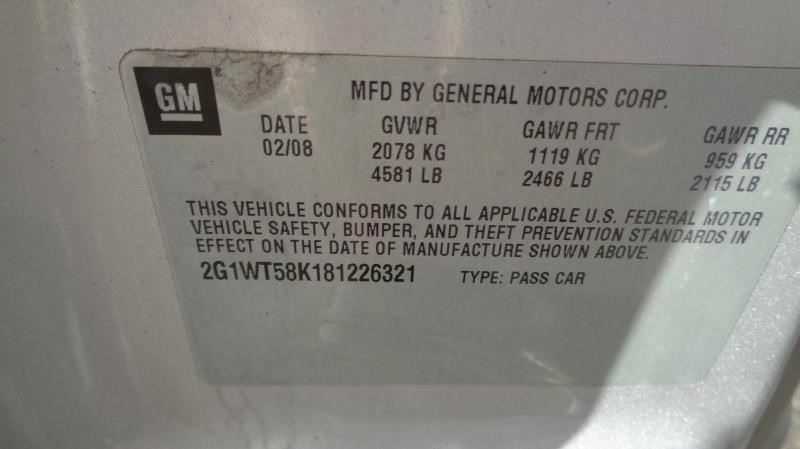 GM ®
MFD BY GENERAL MOTORS CORP.
DATE GVWR GAWR FRT GAWR RR
02/08 2078 KG 1119 KG 959 KG
4581 LB 2466 LB 2115 LB
THIS VEHICLE CONFORMS TO ALL APPLICABLE U.S. FEDERAL MOTOR
VEHICLE SAFETY, BUMPER, AND THEFT PREVENTION STANDARDS IN
EFFECT ON THE DATE OF MANUFACTURE SHOWN ABOVE.
2G1WT58K181226321 TYPE: PASS CAR